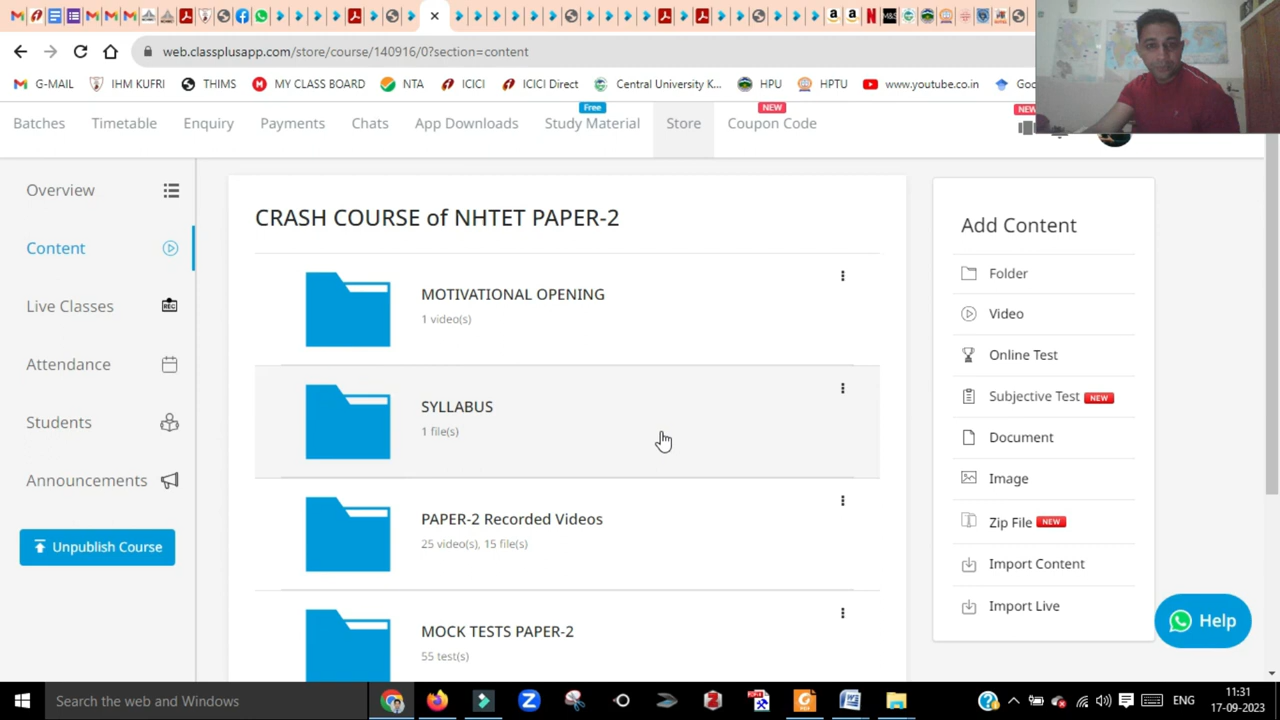 web.classplusapp.com/store/course/140916/0?section=content
G-MAIL IHM KUFRI THIMS MY CLASS BOARD NTA ICICI ICICI Direct Central University K... HPU HPTU www.youtube.co.in Goo
Free NEW NEW
Batches Timetable Enquiry Payments Chats App Downloads Study Material Store Coupon Code
Overview
Content
Live Classes
REC
Attendance
Students
Announcements
Unpublish Course
CRASH COURSE of NHTET PAPER-2
MOTIVATIONAL OPENING
1 video(s)
SYLLABUS
1 file(s)
PAPER-2 Recorded Videos
25 video(s), 15 file(s)
MOCK TESTS PAPER-2
55 test(s)
Add Content
Folder
Video
Online Test
Subjective Test NEW
Document
Image
Zip File NEW
Import Content
Import Live
Help
Search the web and Windows
ENG
11:31
17-09-2023